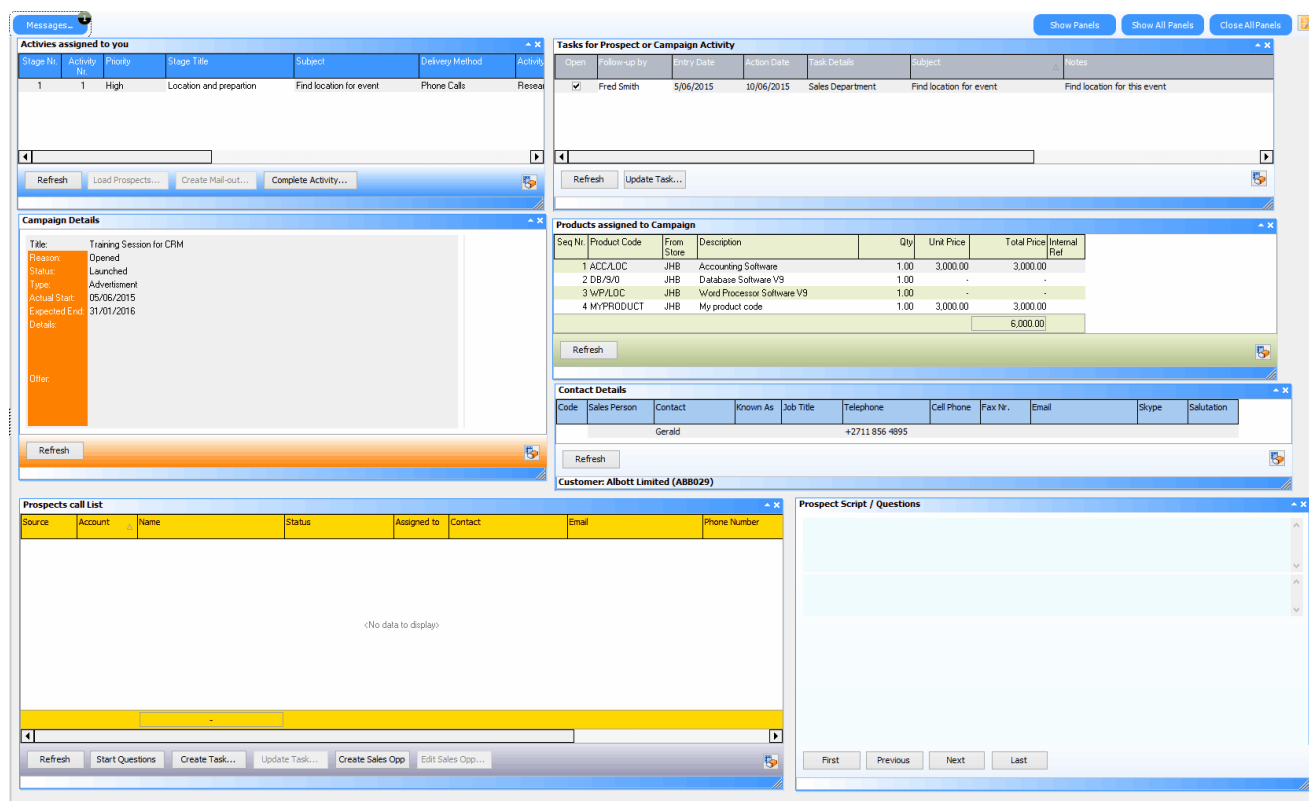 Messages...
1
Show Panels Show All Panels Close All Panels
Activies assigned to you
Stage Nr. Activity Nr. Priority Stage Title Subject Delivery Method Activity
1 1 High Location and prepartion Find location for event Phone Calls Resear
Refresh Load Prospects... Create Mail-out... Complete Activity...
Tasks for Prospect or Campaign Activity
Open Follow-up by Entry Date Action Date Task Details Subject Notes
Fred Smith 5/06/2015 10/06/2015 Sales Department Find location for event Find location for this event
Refresh Update Task...
Campaign Details
Title: Training Session for CRM
Reason: Opened
Status: Launched
Type: Advertisment
Actual Start: 05/06/2015
Expected End: 31/01/2016
Details:
Offer:
Refresh
Products assigned to Campaign
Seq Nr. Product Code From Store Description Qty Unit Price Total Price Internal Ref
1 ACC/LOC JHB Accounting Software 1.00 3,000.00 3,000.00
2 DB/9/0 JHB Database Software V9 1.00 - -
3 WP/LOC JHB Word Processor Software V9 1.00 - -
4 MYPRODUCT JHB My product code 1.00 3,000.00 3,000.00
6,000.00
Refresh
Contact Details
Code Sales Person Contact Known As Job Title Telephone Cell Phone Fax Nr. Email Skype Salutation
Gerald +2711 856 4895
Refresh
Customer: Albott Limited (ABB029)
Prospects call List
Source Account Name Status Assigned to Contact Email Phone Number
<No data to display>
-
Refresh Start Questions Create Task... Update Task... Create Sales Opp Edit Sales Opp...
Prospect Script / Questions
First Previous Next Last